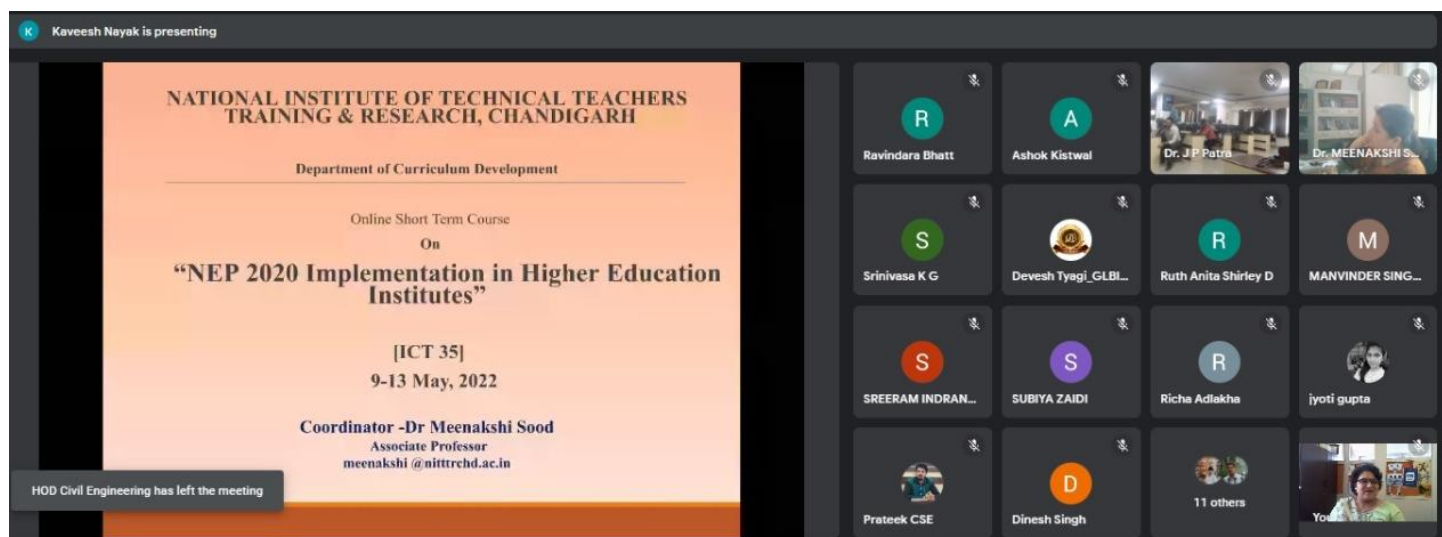 K
Kaveesh Nayak is presenting
NATIONAL INSTITUTE OF TECHNICAL TEACHERS
TRAINING & RESEARCH, CHANDIGARH
Department of Curriculum Development
Online Short Term Course
On
“NEP 2020 Implementation in Higher Education
Institutes”
[ICT 35]
9-13 May, 2022
Coordinator -Dr Meenakshi Sood
Associate Professor
meenakshi @nitttrchd.ac.in
HOD Civil Engineering has left the meeting
R
Ravindara Bhatt
A
Ashok Kistwal
Dr. J P Patra
Dr. MEENAKSHI S...
S
Srinivasa K G
Devesh Tyagi_GLBI...
R
Ruth Anita Shirley D
M
MANVINDER SING...
S
SREERAM INDRAN...
S
SUBIYA ZAIDI
R
Richa Adlakha
jyoti gupta
Prateek CSE
D
Dinesh Singh
11 others